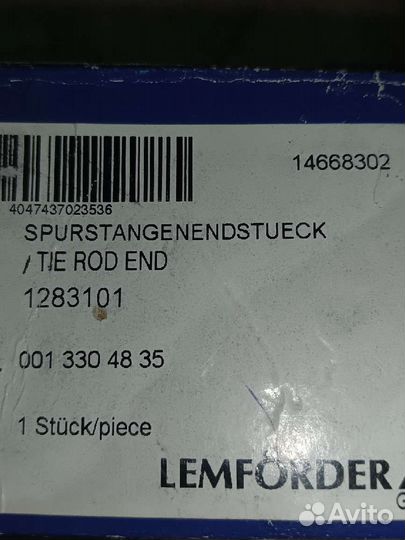 14668302
4047437023536
SPURSTANGENENDSTUECK
/ TIE ROD END
1283101
001 330 48 35
1 Stück/piece
LEMFÖRDER
Avito